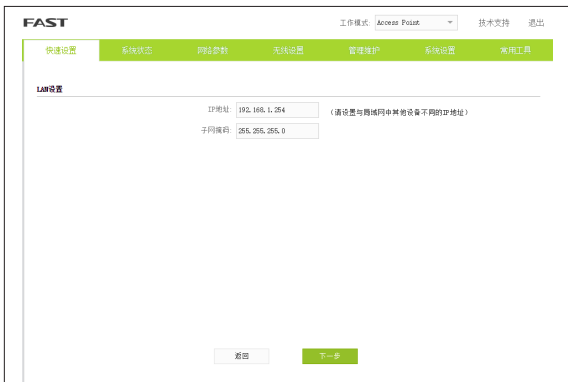 FAST 工作模式: Access Point 技术支持 退出
快速设置 系统状态 网络参数 无线设置 管理维护 系统设置 常用工具
LAN设置
IP地址: 192.168.1.254 (请设置与局域网中其他设备不同的IP地址)
子网掩码: 255.255.255.0
返回 下一步